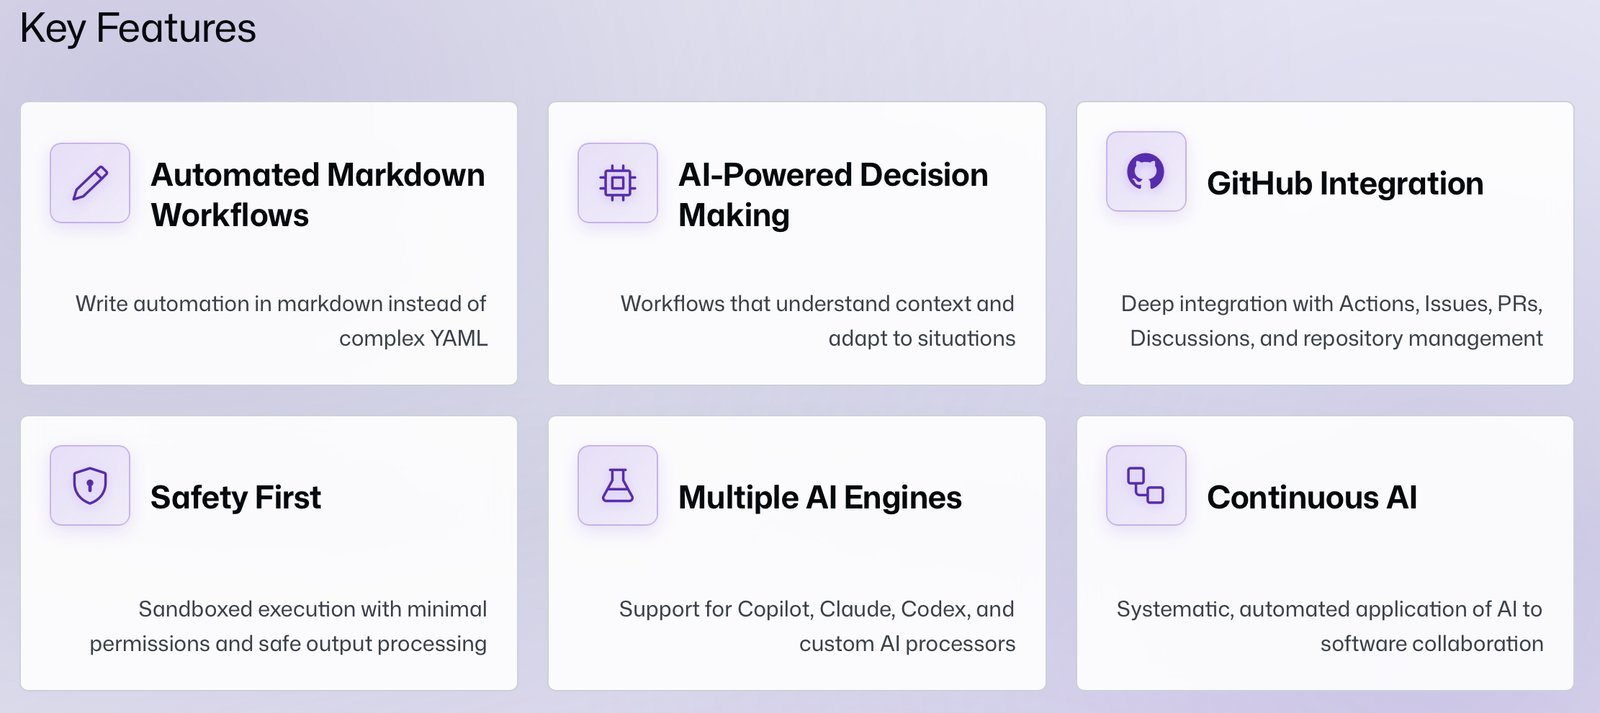 Key Features
Automated Markdown
Workflows
Write automation in markdown instead of
complex YAML
AI-Powered Decision
Making
Workflows that understand context and
adapt to situations
GitHub Integration
Deep integration with Actions, Issues, PRs,
Discussions, and repository management
Safety First
Sandboxed execution with minimal
permissions and safe output processing
Multiple AI Engines
Support for Copilot, Claude, Codex, and
custom AI processors
Continuous AI
Systematic, automated application of AI to
software collaboration